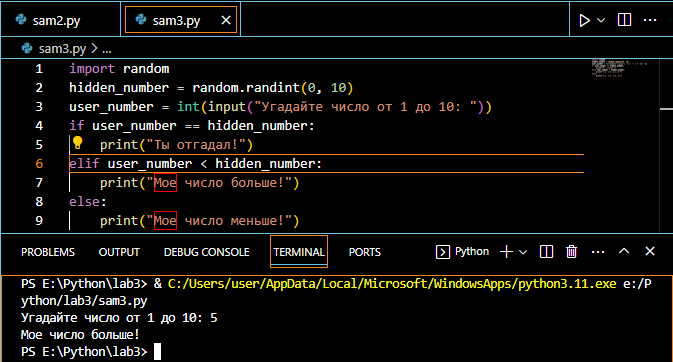 sam2.py sam3.py
sam3.py > ...
1 import random
2 hidden_number = random.randint(0, 10)
3 user_number = int(input("Угадайте число от 1 до 10: "))
4 if user_number == hidden_number:
5 print("Ты отгадал!")
6 elif user_number < hidden_number:
7 print("Мое число больше!")
8 else:
9 print("Мое число меньше!")
PROBLEMS OUTPUT DEBUG CONSOLE TERMINAL PORTS Python
PS E:\Python\lab3> & C:/Users/user/AppData/Local/Microsoft/WindowsApps/python3.11.exe e:/P
ython/lab3/sam3.py
Угадайте число от 1 до 10: 5
Мое число больше!
PS E:\Python\lab3>